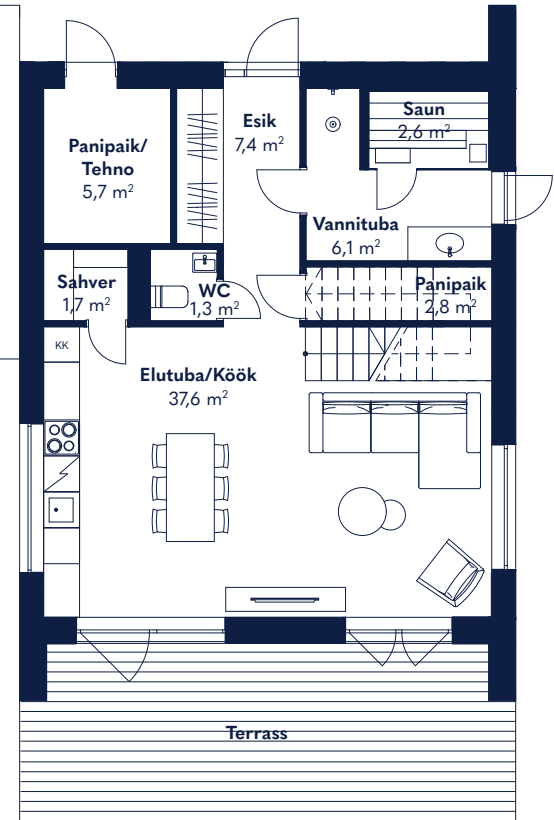 Saun
2,6 m²
Esik
7,4 m²
Panipaik/
Tehno
5,7 m²
Vannituba
6,1 m²
Sahver
1,7 m²
WC
1,3 m²
Panipaik
2,8 m²
KK
Elutuba/Köök
37,6 m²
Terrass